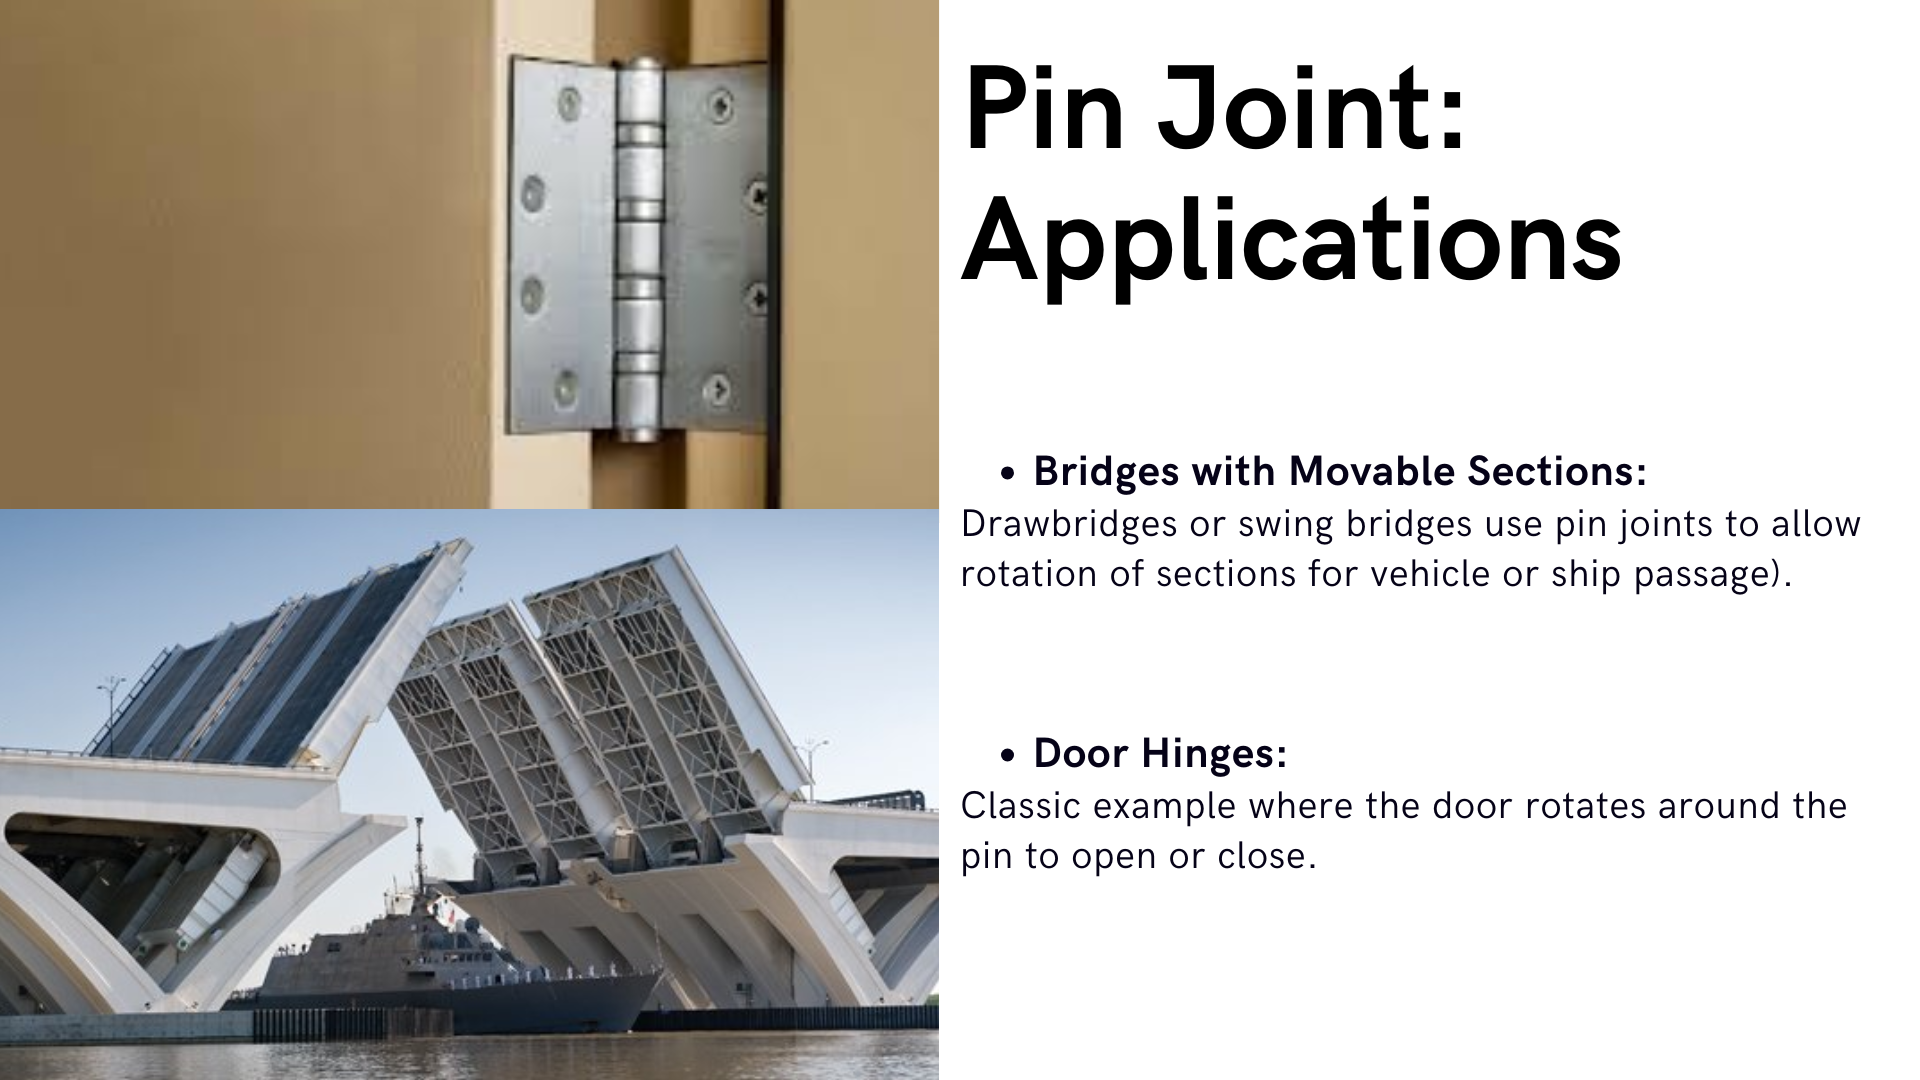 Pin Joint:
Applications
• Bridges with Movable Sections:
Drawbridges or swing bridges use pin joints to allow
rotation of sections for vehicle or ship passage).
• Door Hinges:
Classic example where the door rotates around the
pin to open or close.